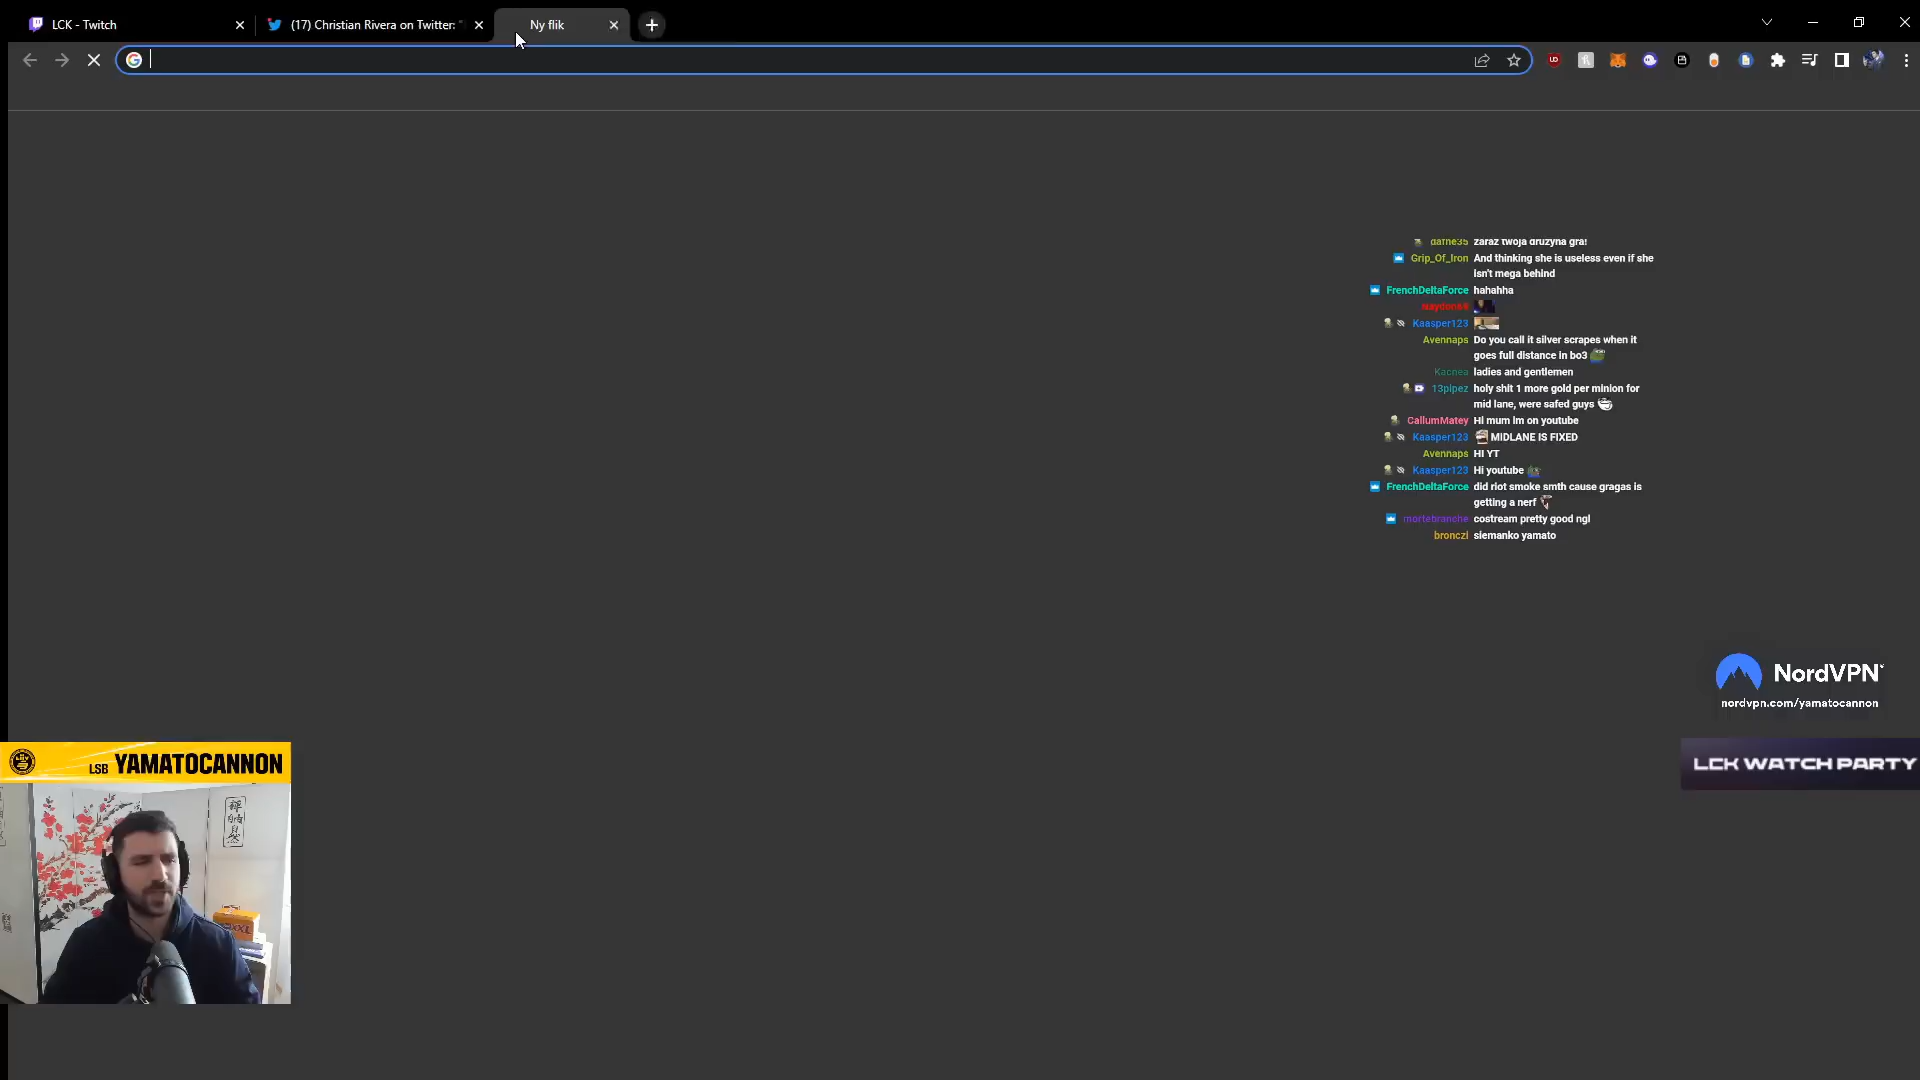 LCK - Twitch
(17) Christian Rivera on Twitter: "
Ny flik
dafne35 zaraz twoja druzyna gra!
Grip_Of_Iron And thinking she is useless even if she
isn't mega behind
FrenchDeltaForce hahahha
Kaasper123
Avennaps Do you call it silver scrapes when it
goes full distance in bo3
Kacnea ladies and gentlemen
13pipez holy shit 1 more gold per minion for
mid lane, were safed guys
CallumMatey Hi mum im on youtube
Kaasper123 MIDLANE IS FIXED
Avennaps HI YT
Kaasper123 Hi youtube
FrenchDeltaForce did riot smoke smth cause gragas is
getting a nerf
mortebranche costream pretty good ngl
bronczi siemanko yamato
NordVPN
nordvpn.com/yamatocannon
LCK WATCH PARTY
LSB YAMATOCANNON